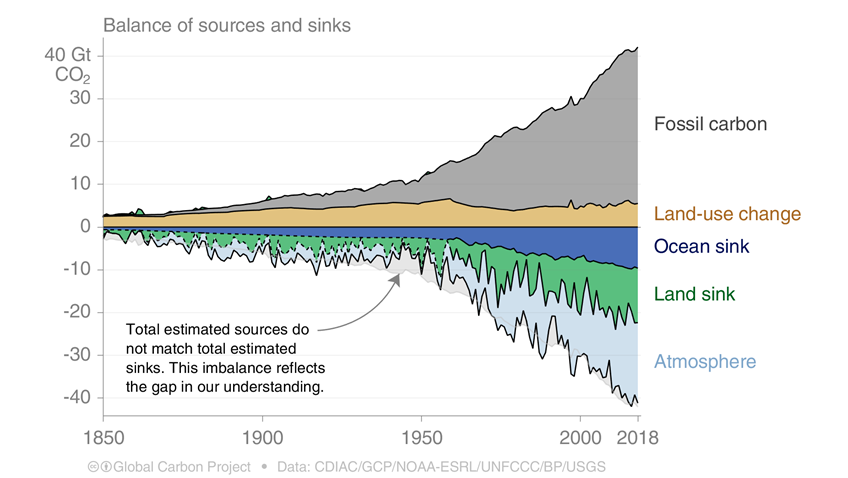 Balance of sources and sinks
40 Gt
CO₂
30
20
10
0
-10
-20
-30
-40
Fossil carbon
Land-use change
Ocean sink
Land sink
Atmosphere
Total estimated sources do
not match total estimated
sinks. This imbalance reflects
the gap in our understanding.
1850
1900
1950
2000
2018
Global Carbon Project • Data: CDIAC/GCP/NOAA-ESRL/UNFCCC/BP/USGS